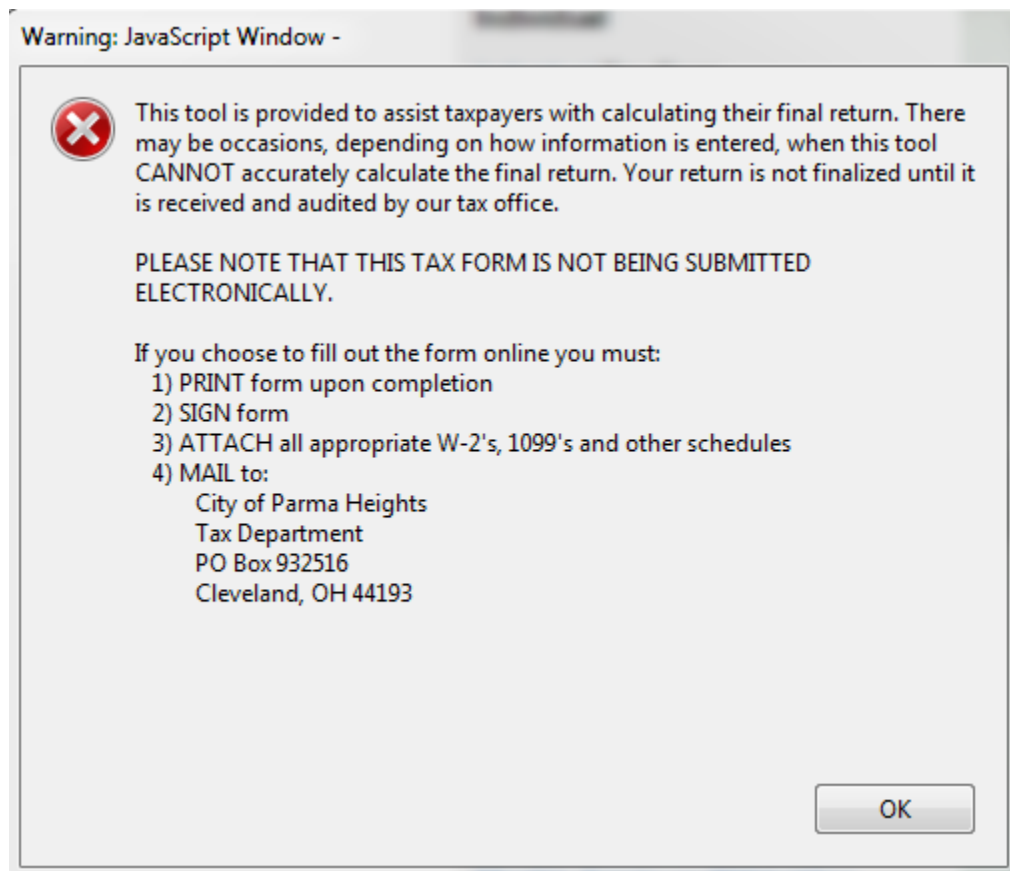 Warning: JavaScript Window -
This tool is provided to assist taxpayers with calculating their final return. There
may be occasions, depending on how information is entered, when this tool
CANNOT accurately calculate the final return. Your return is not finalized until it
is received and audited by our tax office.
PLEASE NOTE THAT THIS TAX FORM IS NOT BEING SUBMITTED
ELECTRONICALLY.
If you choose to fill out the form online you must:
1) PRINT form upon completion
2) SIGN form
3) ATTACH all appropriate W-2's, 1099's and other schedules
4) MAIL to:
City of Parma Heights
Tax Department
PO Box 932516
Cleveland, OH 44193
OK